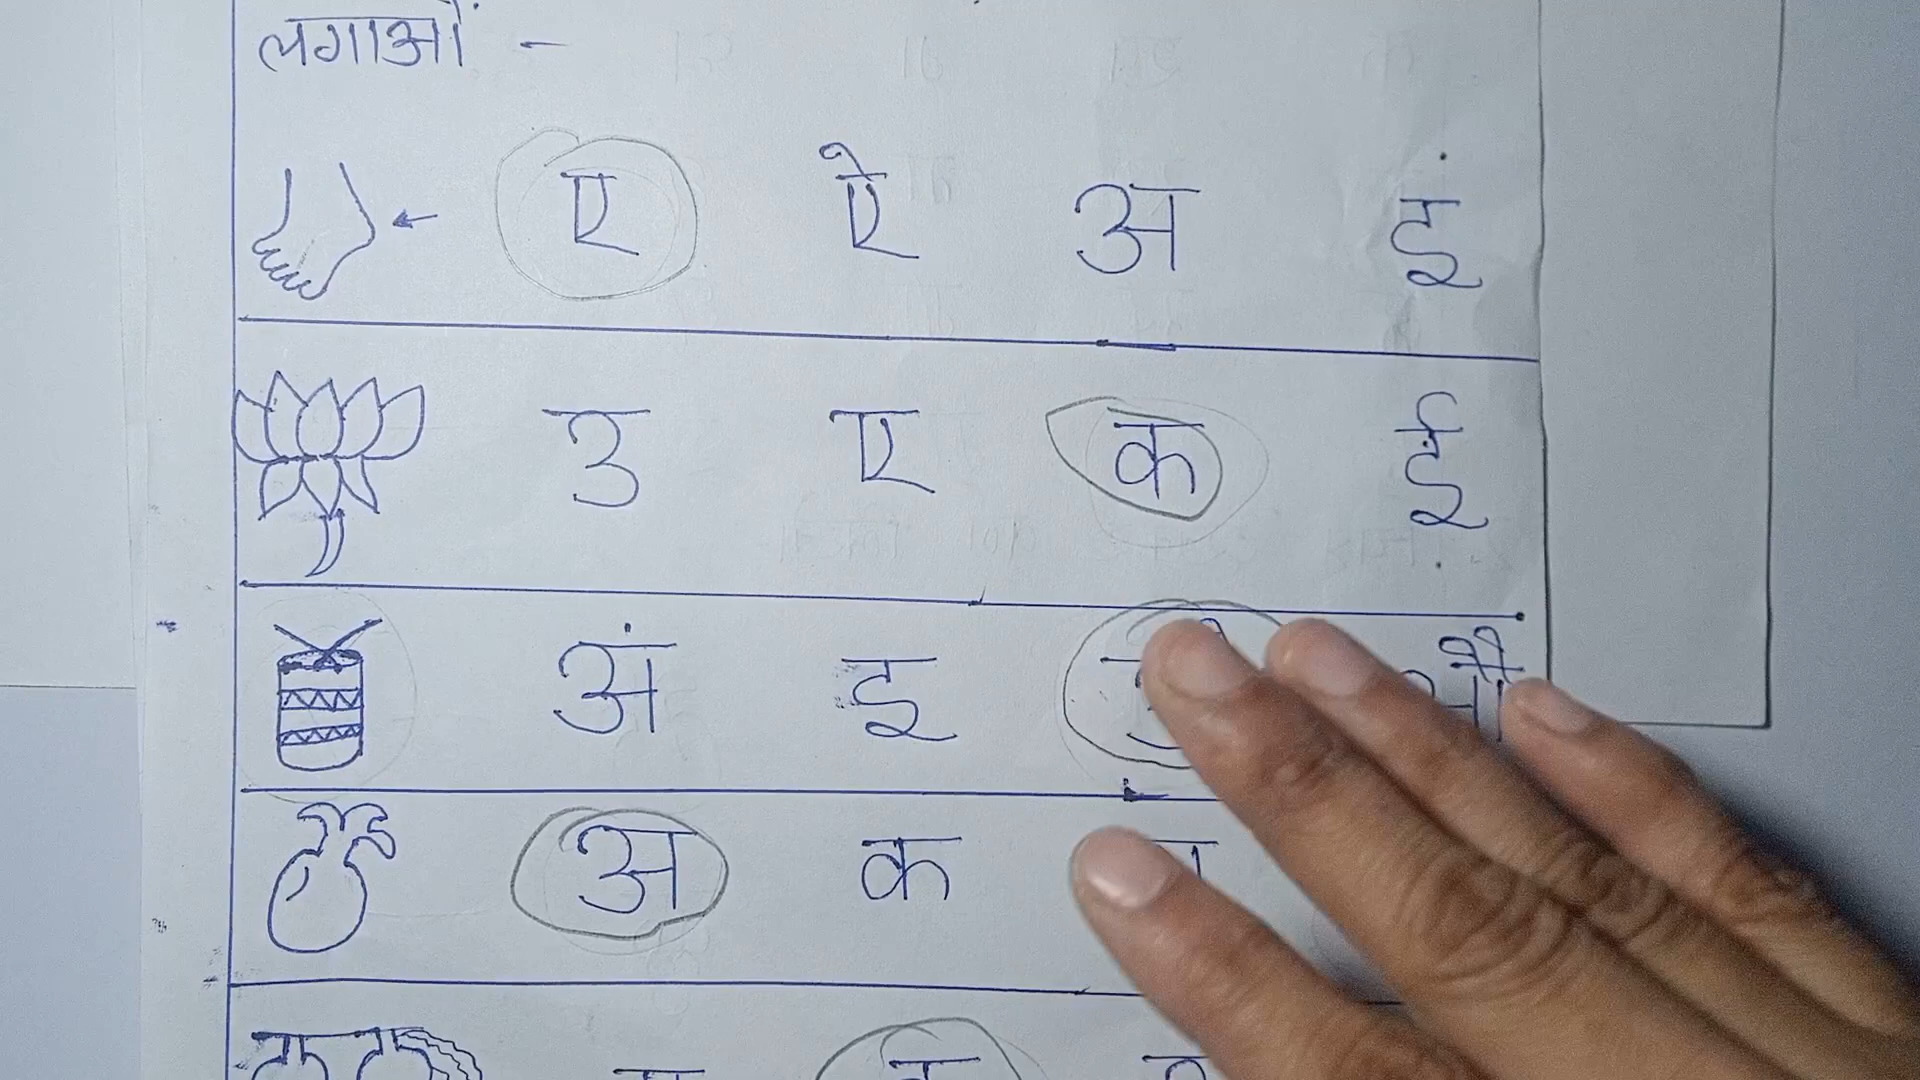 लगाओ -
ए ऐ अ ह
उ ए क ई
अं इ
अ क